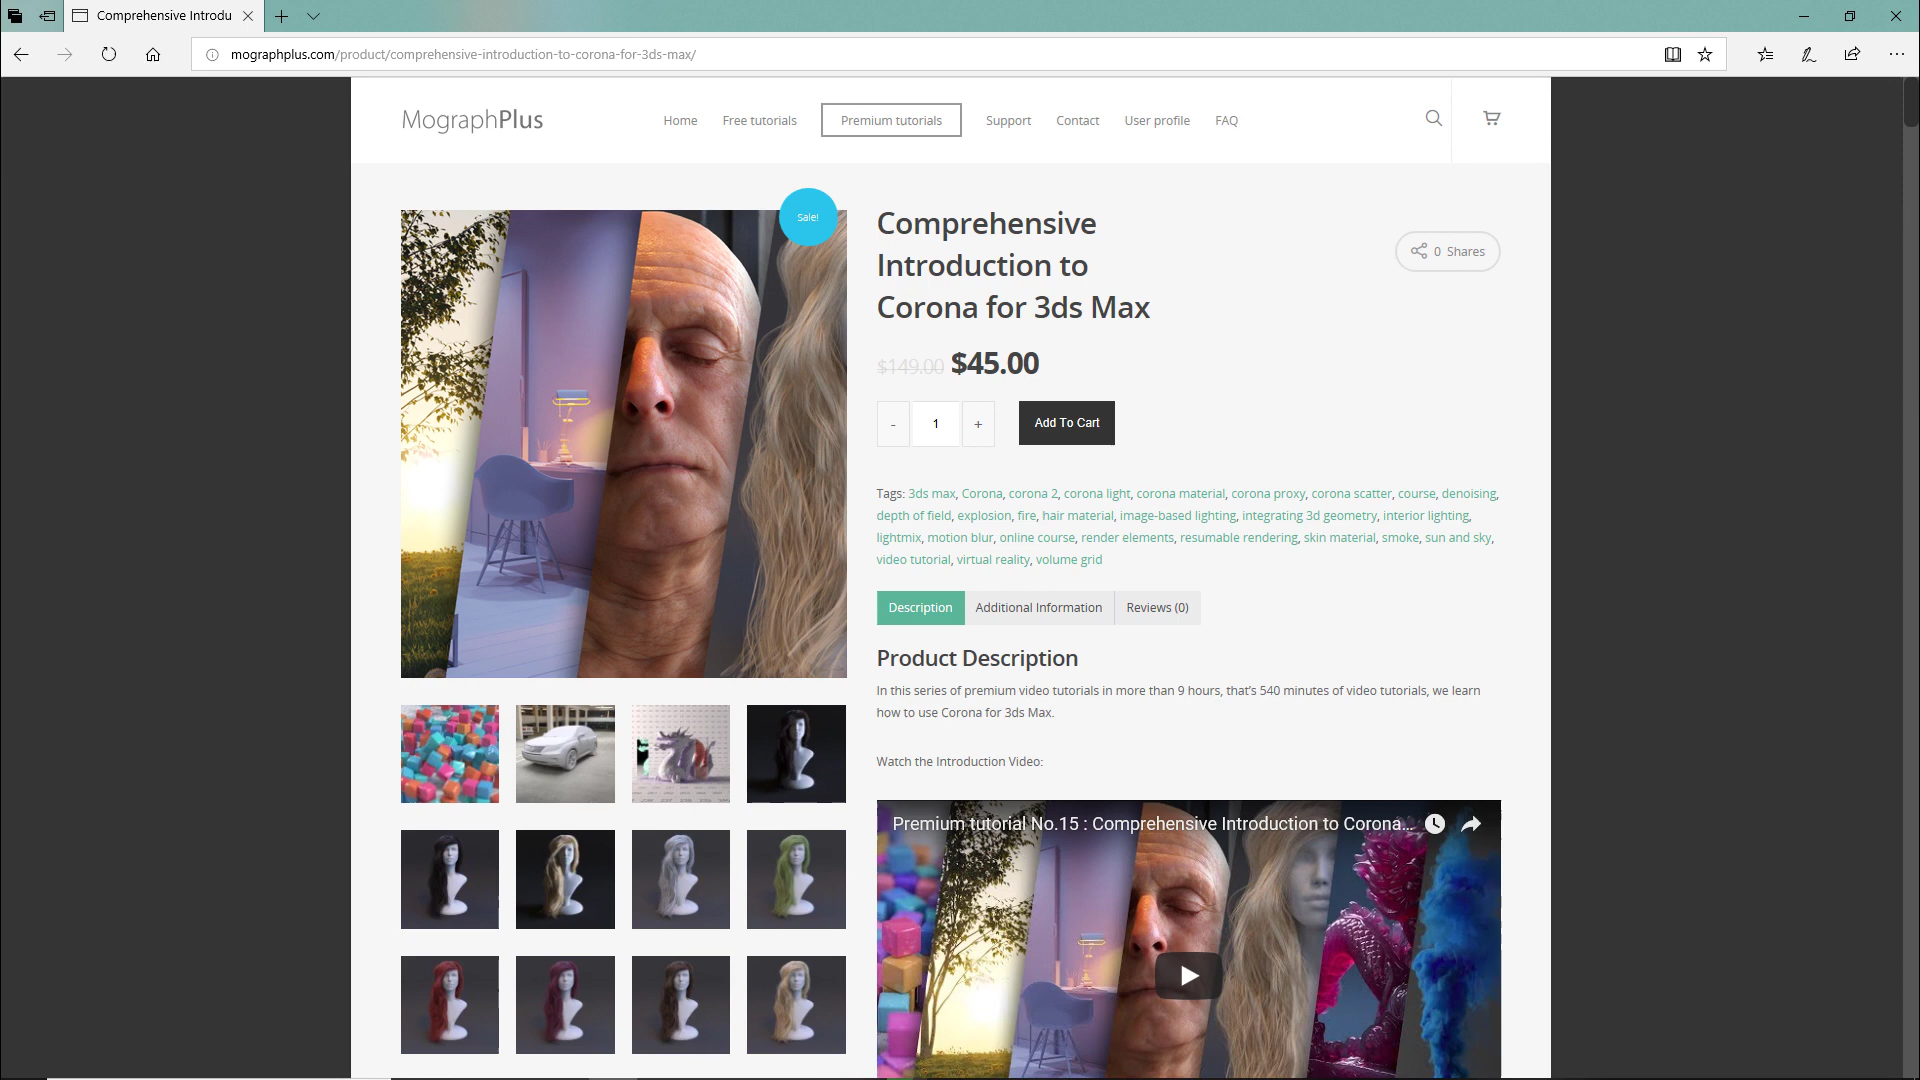 Comprehensive Introdu
mographplus.com/product/comprehensive-introduction-to-corona-for-3ds-max/
MographPlus
Home Free tutorials Premium tutorials Support Contact User profile FAQ
Sale!
Comprehensive
Introduction to
Corona for 3ds Max
0 Shares
$149.00 $45.00
- 1 + Add To Cart
Tags: 3ds max, Corona, corona 2, corona light, corona material, corona proxy, corona scatter, course, denoising,
depth of field, explosion, fire, hair material, image-based lighting, integrating 3d geometry, interior lighting,
lightmix, motion blur, online course, render elements, resumable rendering, skin material, smoke, sun and sky,
video tutorial, virtual reality, volume grid
Description Additional Information Reviews (0)
Product Description
In this series of premium video tutorials in more than 9 hours, that's 540 minutes of video tutorials, we learn
how to use Corona for 3ds Max.
Watch the Introduction Video:
Premium tutorial No.15 : Comprehensive Introduction to Corona...